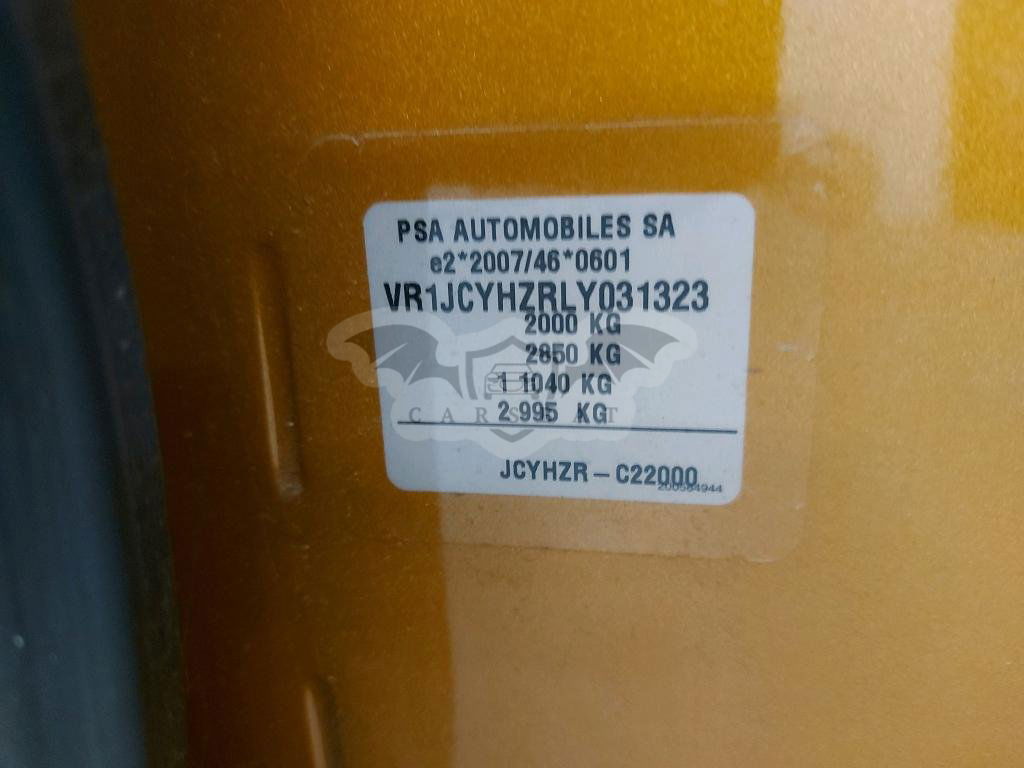 PSA AUTOMOBILES SA
e2*2007/46*0601
VR1JCYHZRLY031323
2000 KG
2850 KG
1 1040 KG
2 995 KG
JCYHZR - C22000